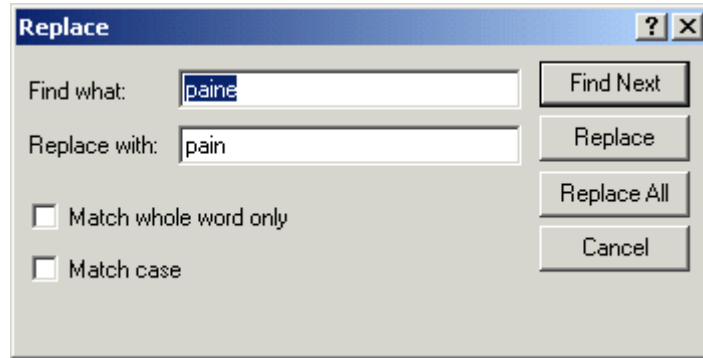 Replace
Find what: paine Find Next
Replace with: pain Replace
Replace All
Match whole word only
Cancel
Match case